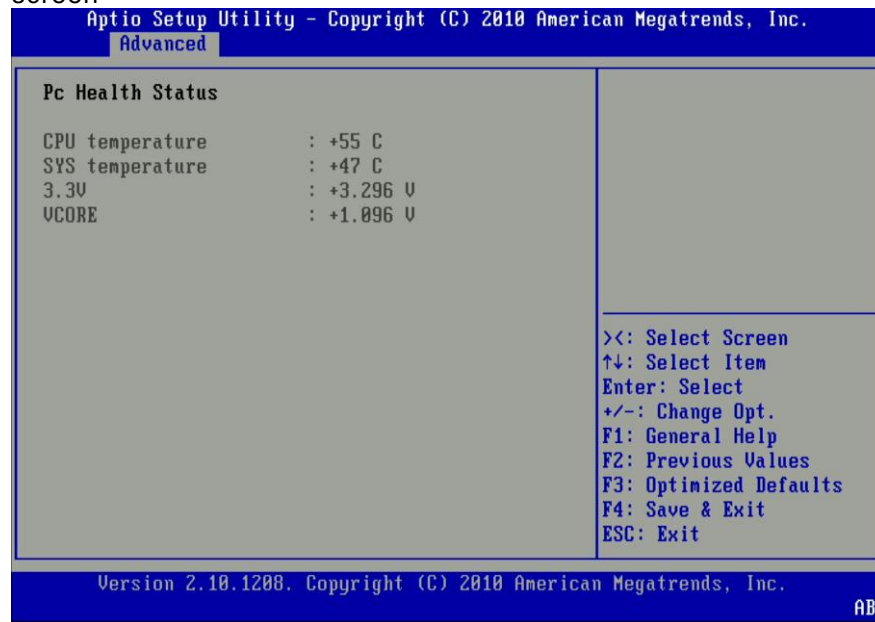 Aptio Setup Utility - Copyright (C) 2010 American Megatrends, Inc.
Advanced
Pc Health Status
CPU temperature : +55 C
SYS temperature : +47 C
3.3V : +3.296 V
VCORE : +1.096 V
><: Select Screen
↑↓: Select Item
Enter: Select
+/-: Change Opt.
F1: General Help
F2: Previous Values
F3: Optimized Defaults
F4: Save & Exit
ESC: Exit
Version 2.10.1208. Copyright (C) 2010 American Megatrends, Inc.
AB